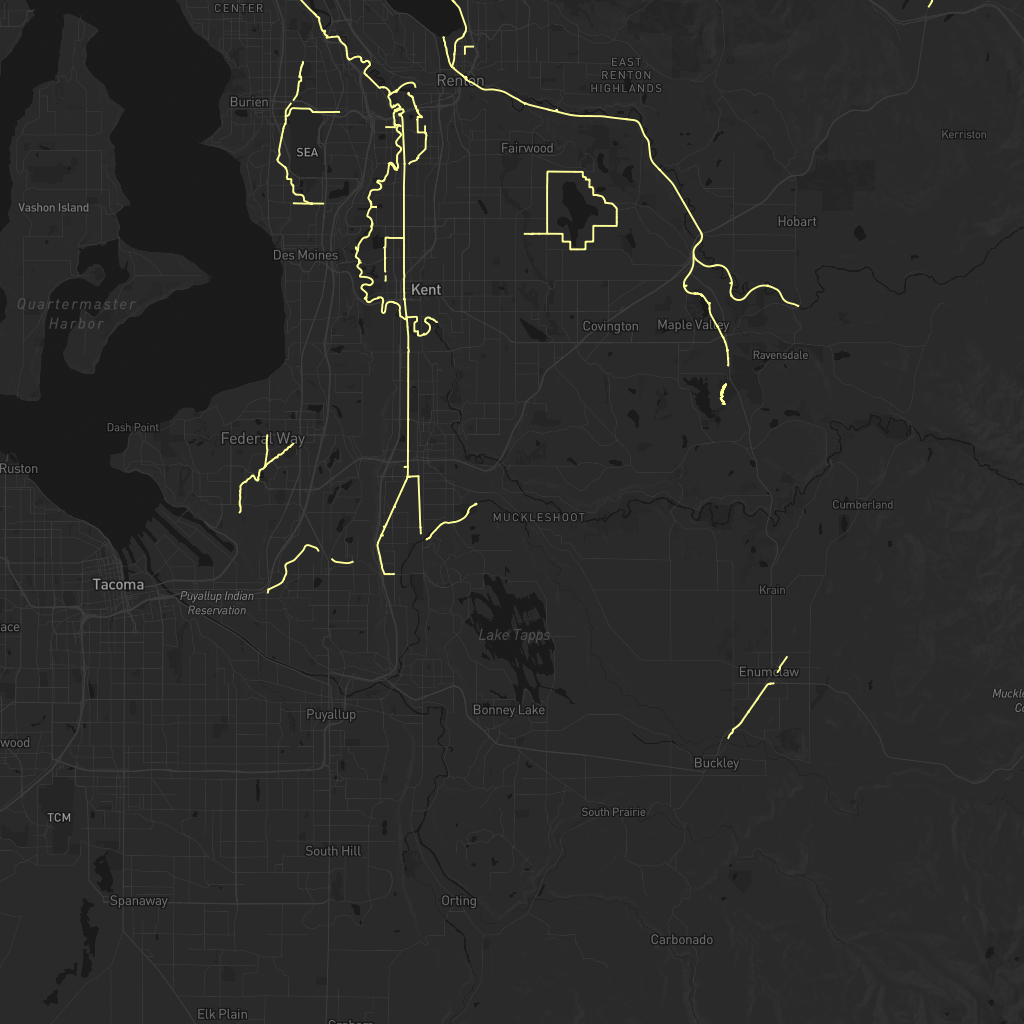 CENTER
EAST
RENTON
HIGHLANDS
Renton
Burien
Kerriston
Fairwood
SEA
Vashon Island
Hobart
Des Moines
Kent
Quartermaster
Harbor
Covington
Maple Valley
Ravensdale
Dash Point
Federal Way
Ruston
Cumberland
MUCKLESHOOT
Tacoma
Puyallup Indian
Reservation
Krain
ace
Lake Tapps
Enumclaw
Muckle
Co
Puyallup
Bonney Lake
wood
Buckley
TCM
South Prairie
South Hill
Spanaway
Orting
Carbonado
Elk Plain